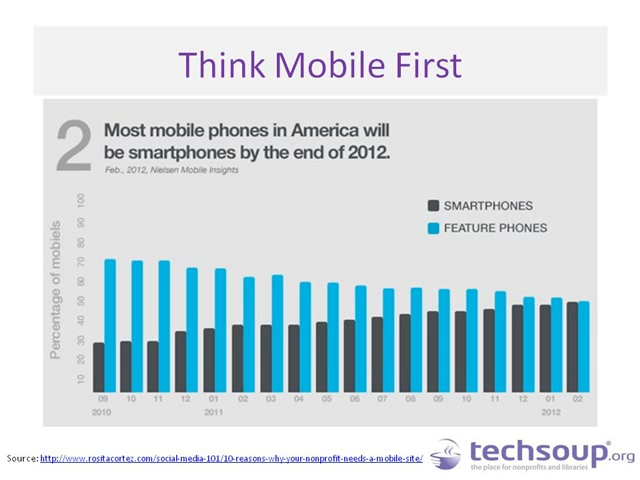 Think Mobile First
2
Most mobile phones in America will
be smartphones by the end of 2012.
Feb., 2012, Nielsen Mobile Insights
SMARTPHONES
FEATURE PHONES
Percentage of mobiels
100
90
80
70
60
50
40
30
20
10
09 10 11 12 01 02 03 04 05 06 07 08 09 10 11 12 01 02
2010 2011 2012
Source: http://www.rositacortez.com/social-media-101/10-reasons-why-your-nonprofit-needs-a-mobile-site/
techsoup.org
the place for nonprofits and libraries